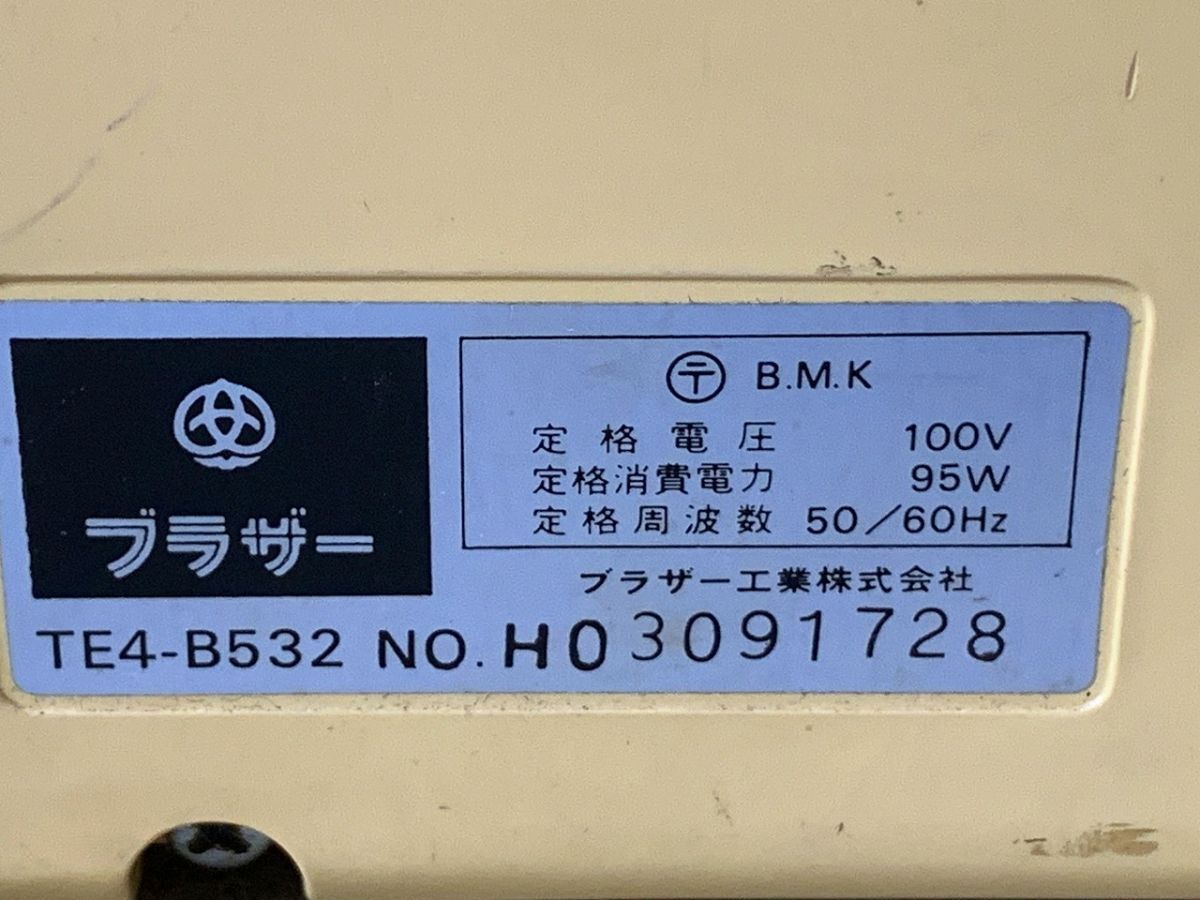 ブラザー
〒 B.M.K
定格電圧 100V
定格消費電力 95W
定格周波数 50/60Hz
ブラザー工業株式会社
TE4-B532 NO. H03091728